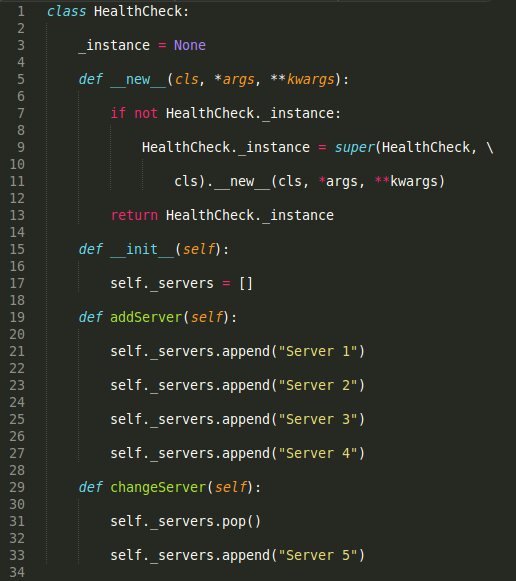 1 class HealthCheck:
2
3 _instance = None
4
5 def __new__(cls, *args, **kwargs):
6
7 if not HealthCheck._instance:
8
9 HealthCheck._instance = super(HealthCheck, \
10
11 cls).__new__(cls, *args, **kwargs)
12
13 return HealthCheck._instance
14
15 def __init__(self):
16
17 self._servers = []
18
19 def addServer(self):
20
21 self._servers.append("Server 1")
22
23 self._servers.append("Server 2")
24
25 self._servers.append("Server 3")
26
27 self._servers.append("Server 4")
28
29 def changeServer(self):
30
31 self._servers.pop()
32
33 self._servers.append("Server 5")
34